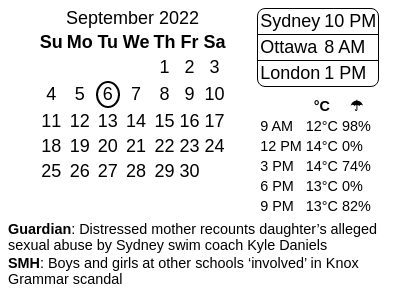 September 2022
Su Mo Tu We Th Fr Sa
1 2 3
4 5 6 7 8 9 10
11 12 13 14 15 16 17
18 19 20 21 22 23 24
25 26 27 28 29 30
Sydney 10 PM
Ottawa 8 AM
London 1 PM
°C ☂
9 AM 12°C 98%
12 PM 14°C 0%
3 PM 14°C 74%
6 PM 13°C 0%
9 PM 13°C 82%
Guardian: Distressed mother recounts daughter’s alleged
sexual abuse by Sydney swim coach Kyle Daniels
SMH: Boys and girls at other schools ‘involved’ in Knox
Grammar scandal